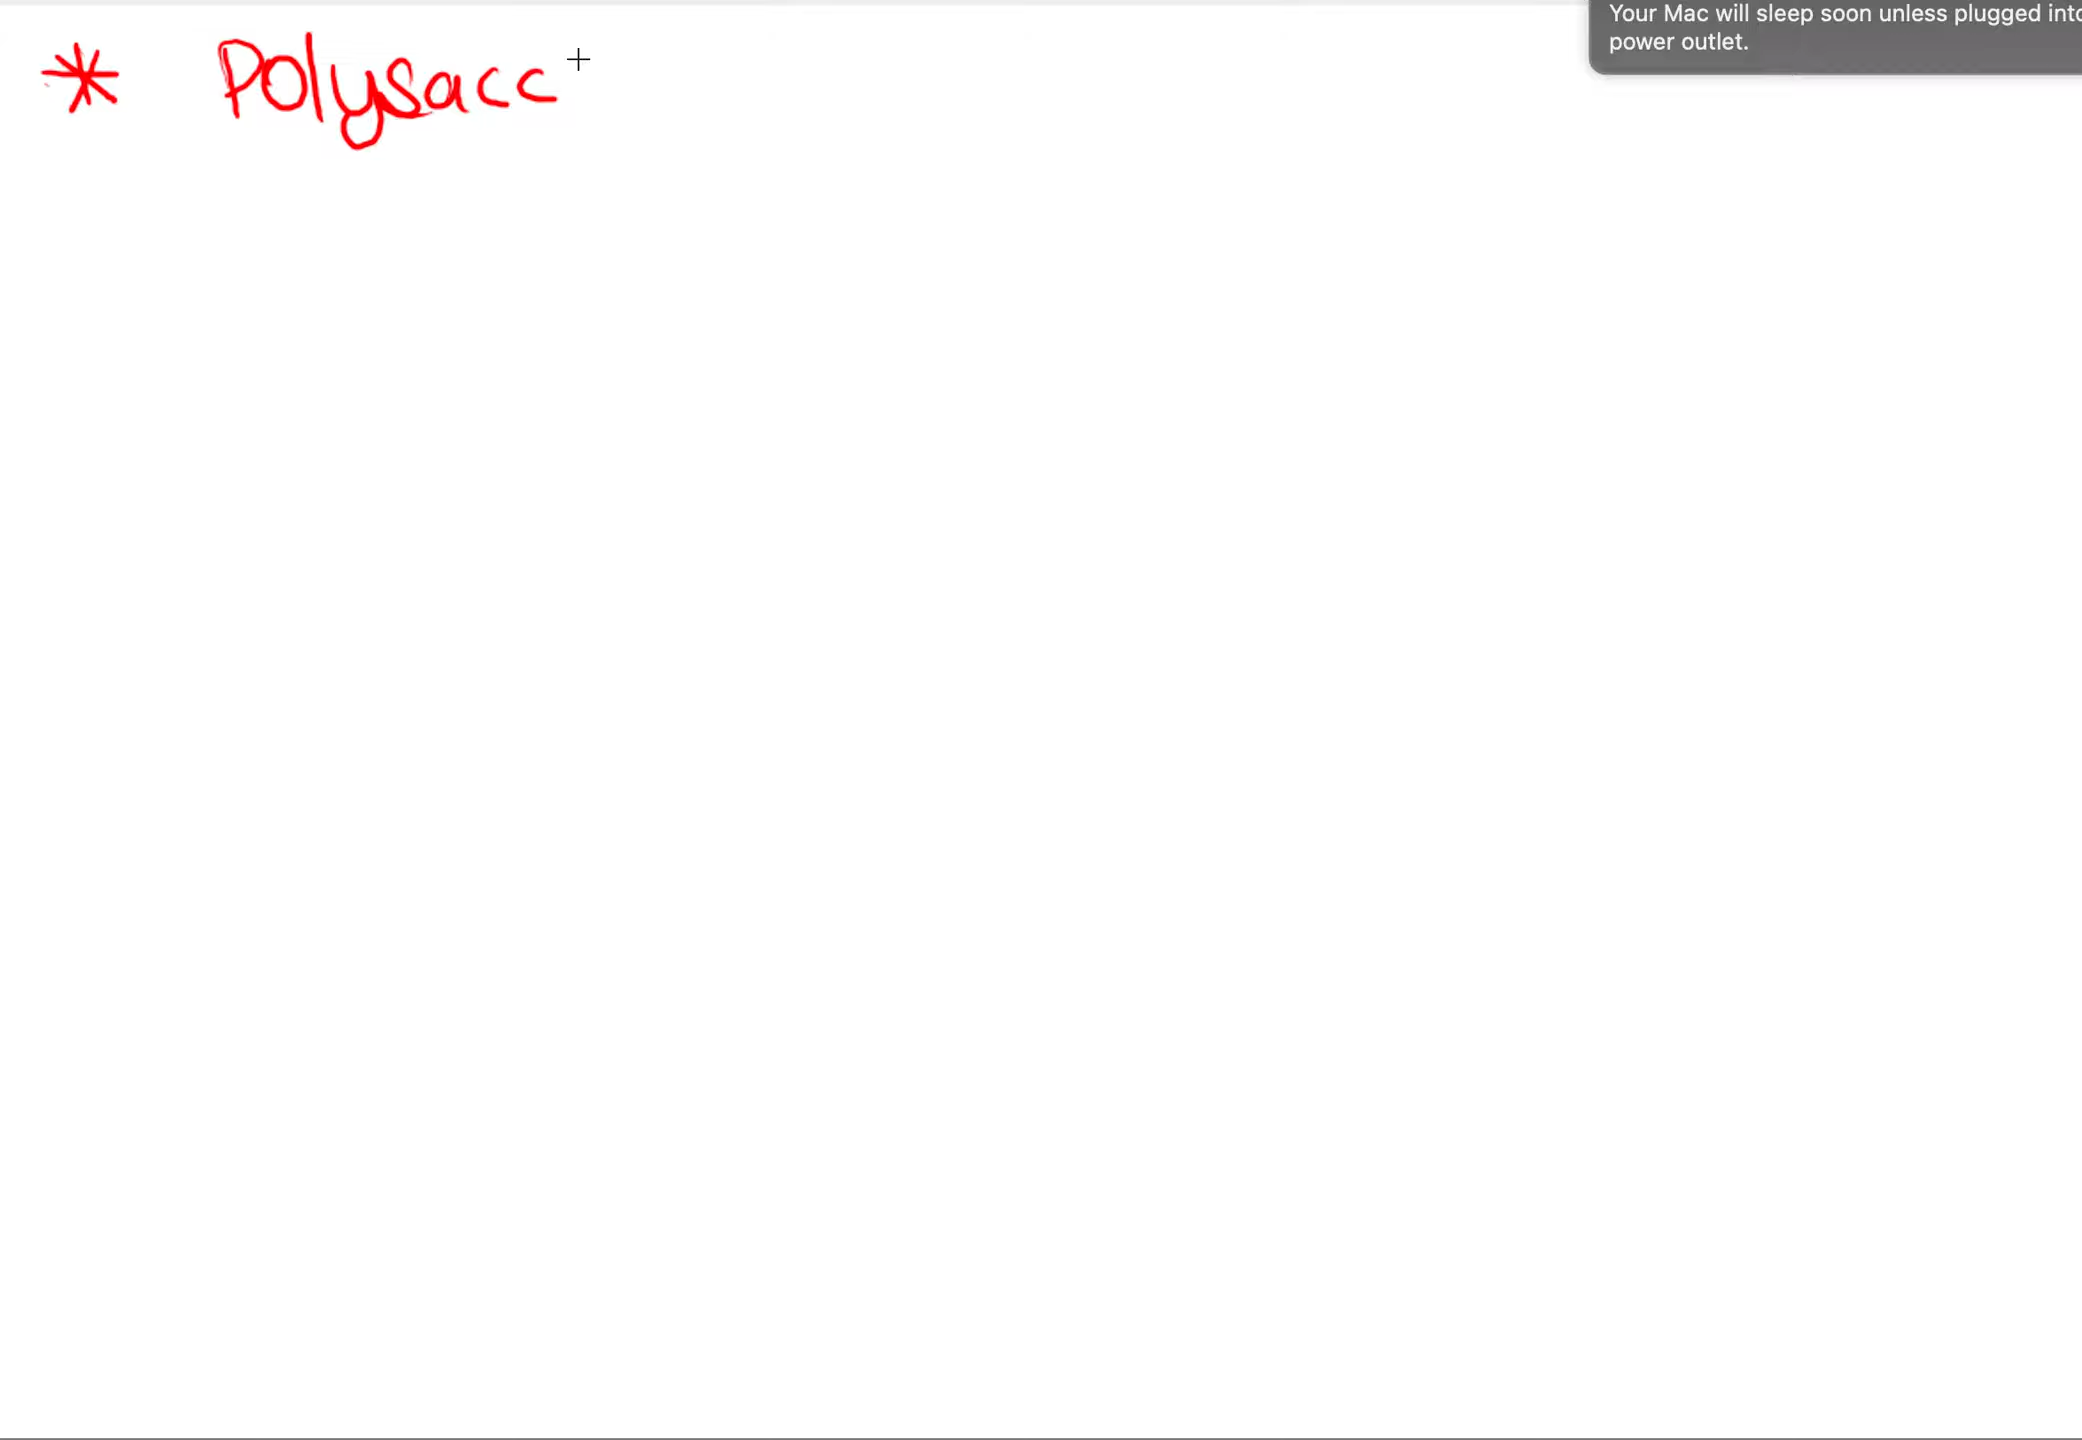 * Polysacc
Your Mac will sleep soon unless plugged into
power outlet.